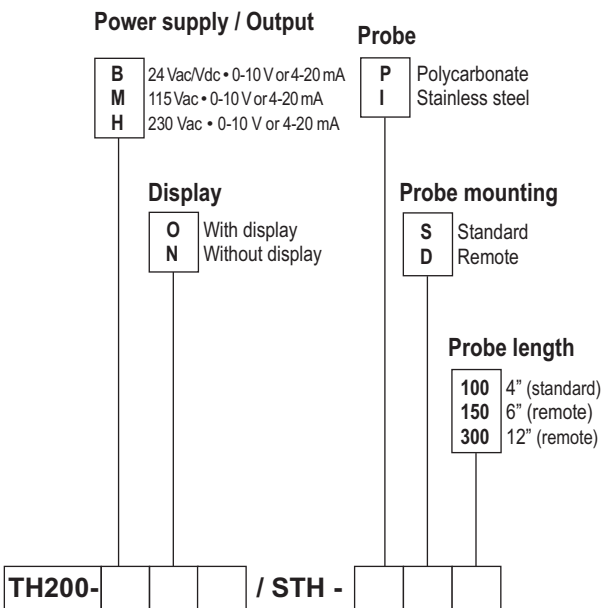 Power supply / Output
B 24 Vac/Vdc • 0-10 V or 4-20 mA
M 115 Vac • 0-10 V or 4-20 mA
H 230 Vac • 0-10 V or 4-20 mA
Probe
P Polycarbonate
I Stainless steel
Display
O With display
N Without display
Probe mounting
S Standard
D Remote
Probe length
100 4” (standard)
150 6” (remote)
300 12” (remote)
TH200- / STH -